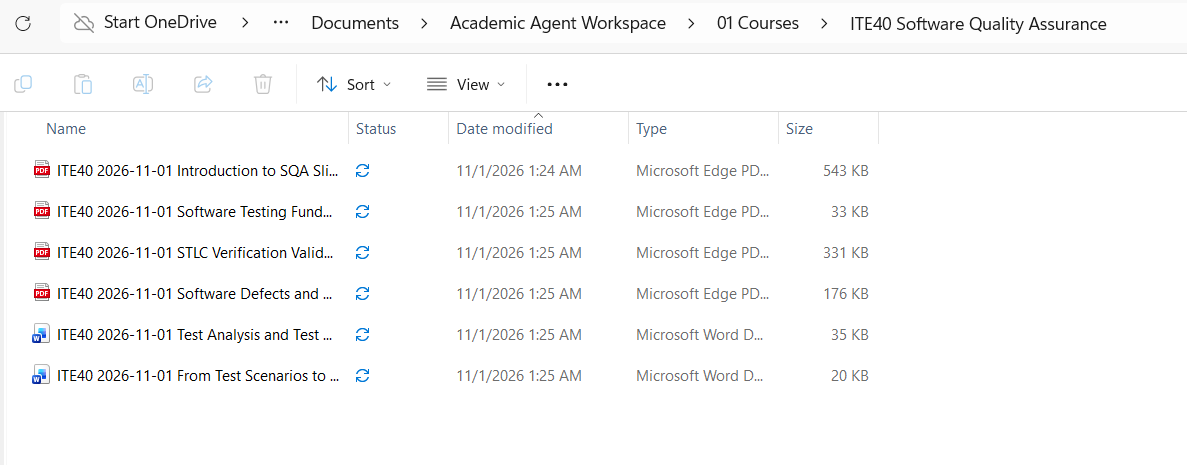 Start OneDrive > ... Documents > Academic Agent Workspace > 01 Courses > ITE40 Software Quality Assurance
Sort View ...
Name Status Date modified Type Size
PDF ITE40 2026-11-01 Introduction to SQA Sli... 11/1/2026 1:24 AM Microsoft Edge PD... 543 KB
PDF ITE40 2026-11-01 Software Testing Fund... 11/1/2026 1:25 AM Microsoft Edge PD... 33 KB
PDF ITE40 2026-11-01 STLC Verification Valid... 11/1/2026 1:25 AM Microsoft Edge PD... 331 KB
PDF ITE40 2026-11-01 Software Defects and ... 11/1/2026 1:25 AM Microsoft Edge PD... 176 KB
W ITE40 2026-11-01 Test Analysis and Test ... 11/1/2026 1:25 AM Microsoft Word D... 35 KB
W ITE40 2026-11-01 From Test Scenarios to ... 11/1/2026 1:25 AM Microsoft Word D... 20 KB